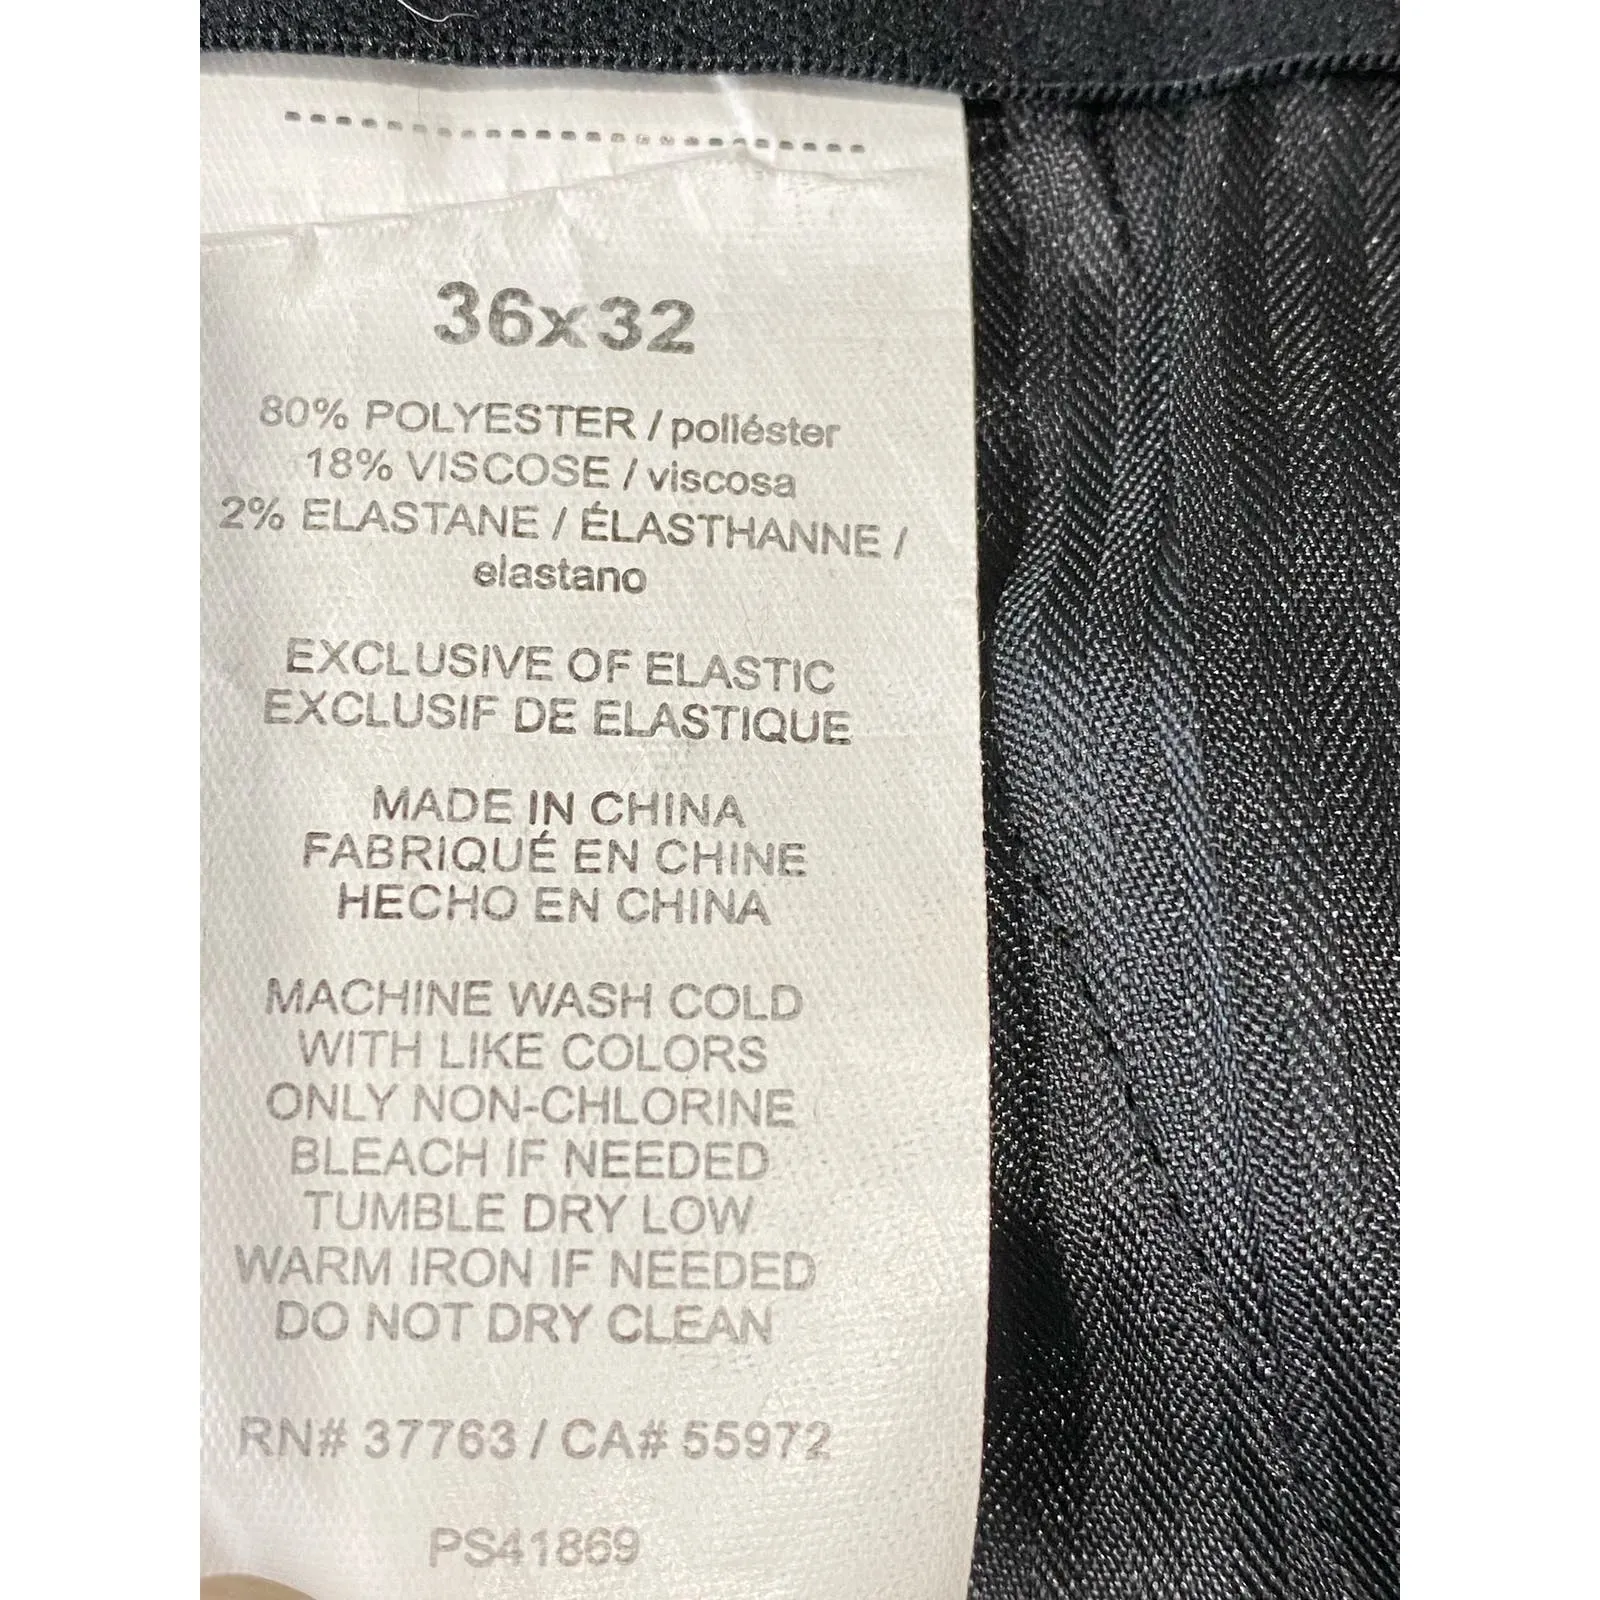 36x32
80% POLYESTER / poliéster
18% VISCOSE / viscosa
2% ELASTANE / ÉLASTHANNE /
elastano
EXCLUSIVE OF ELASTIC
EXCLUSIF DE ELASTIQUE
MADE IN CHINA
FABRIQUÉ EN CHINE
HECHO EN CHINA
MACHINE WASH COLD
WITH LIKE COLORS
ONLY NON-CHLORINE
BLEACH IF NEEDED
TUMBLE DRY LOW
WARM IRON IF NEEDED
DO NOT DRY CLEAN
RN# 37763 / CA# 55972
PS41869